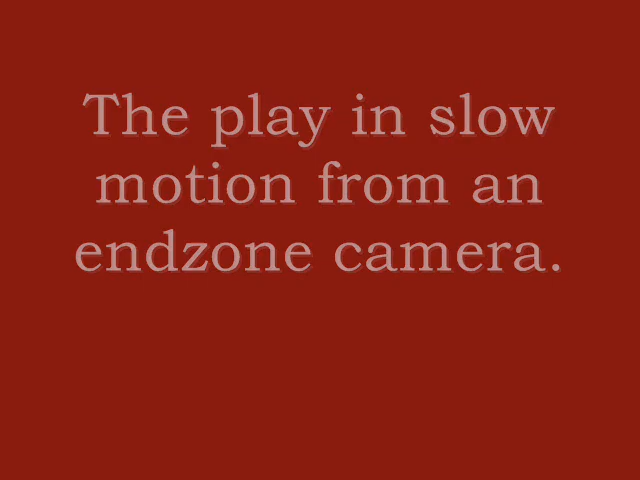 The play in slow
motion from an
endzone camera.